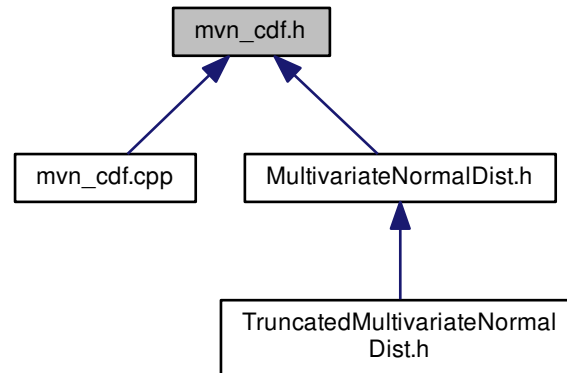 mvn_cdf.h
mvn_cdf.cpp
MultivariateNormalDist.h
TruncatedMultivariateNormal
Dist.h